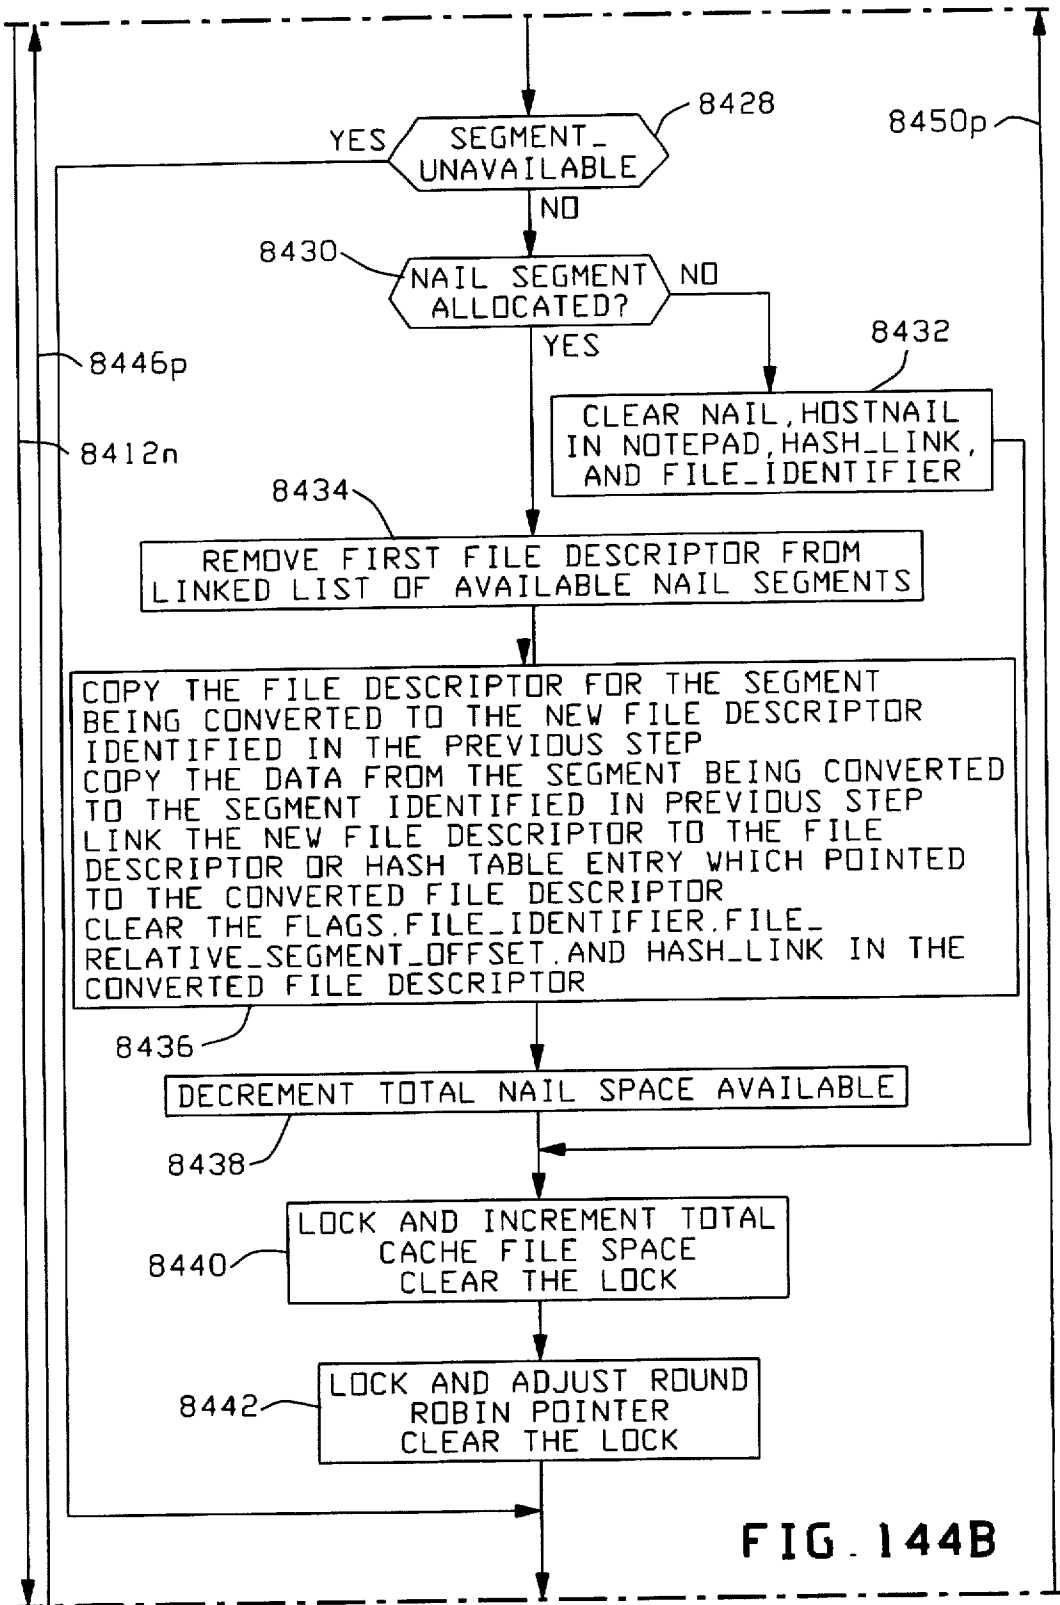 8428
8450p
YES
SEGMENT_
UNAVAILABLE
NO
8430
NAIL SEGMENT
ALLOCATED?
NO
YES
8432
8446p
CLEAR NAIL, HOSTNAIL
IN NOTEPAD, HASH_LINK,
AND FILE_IDENTIFIER
8412n
8434
REMOVE FIRST FILE DESCRIPTOR FROM
LINKED LIST OF AVAILABLE NAIL SEGMENTS
COPY THE FILE DESCRIPTOR FOR THE SEGMENT
BEING CONVERTED TO THE NEW FILE DESCRIPTOR
IDENTIFIED IN THE PREVIOUS STEP
COPY THE DATA FROM THE SEGMENT BEING CONVERTED
TO THE SEGMENT IDENTIFIED IN PREVIOUS STEP
LINK THE NEW FILE DESCRIPTOR TO THE FILE
DESCRIPTOR OR HASH TABLE ENTRY WHICH POINTED
TO THE CONVERTED FILE DESCRIPTOR
CLEAR THE FLAGS.FILE_IDENTIFIER.FILE_
RELATIVE_SEGMENT_OFFSET.AND HASH_LINK IN THE
CONVERTED FILE DESCRIPTOR
8436
DECREMENT TOTAL NAIL SPACE AVAILABLE
8438
LOCK AND INCREMENT TOTAL
CACHE FILE SPACE
CLEAR THE LOCK
8440
LOCK AND ADJUST ROUND
ROBIN POINTER
CLEAR THE LOCK
8442
FIG. 144B